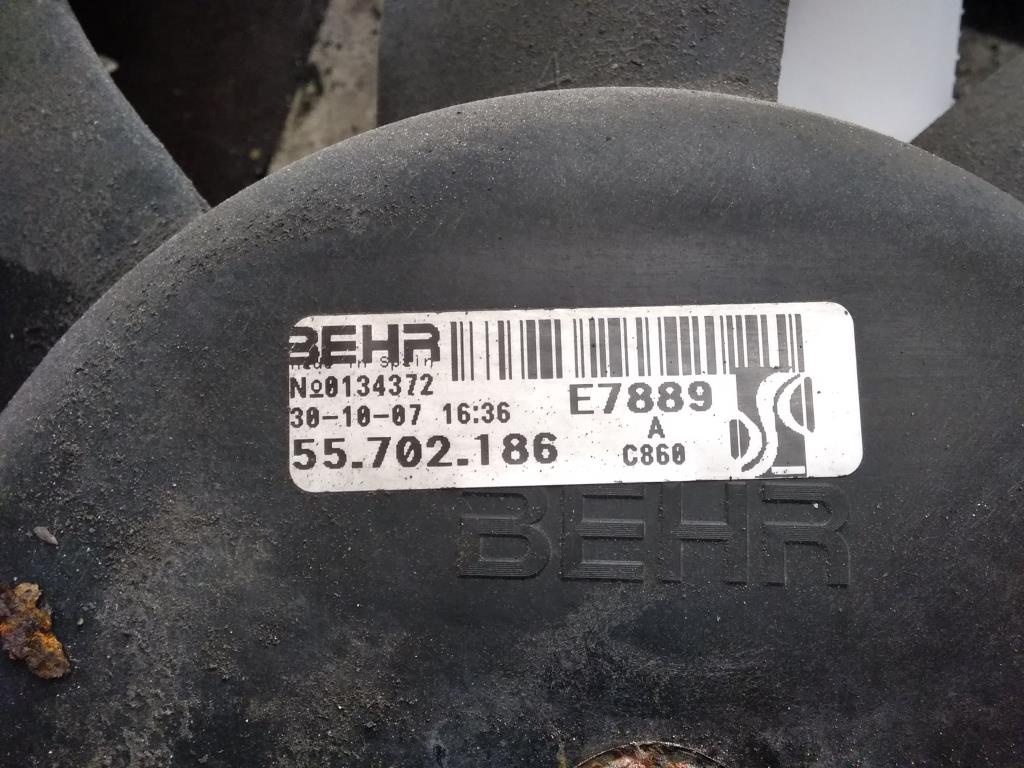 BEHR
Made in Spain
№0134372
30-10-07 16:36
55.702.186
E7889
A
C860
BEHR